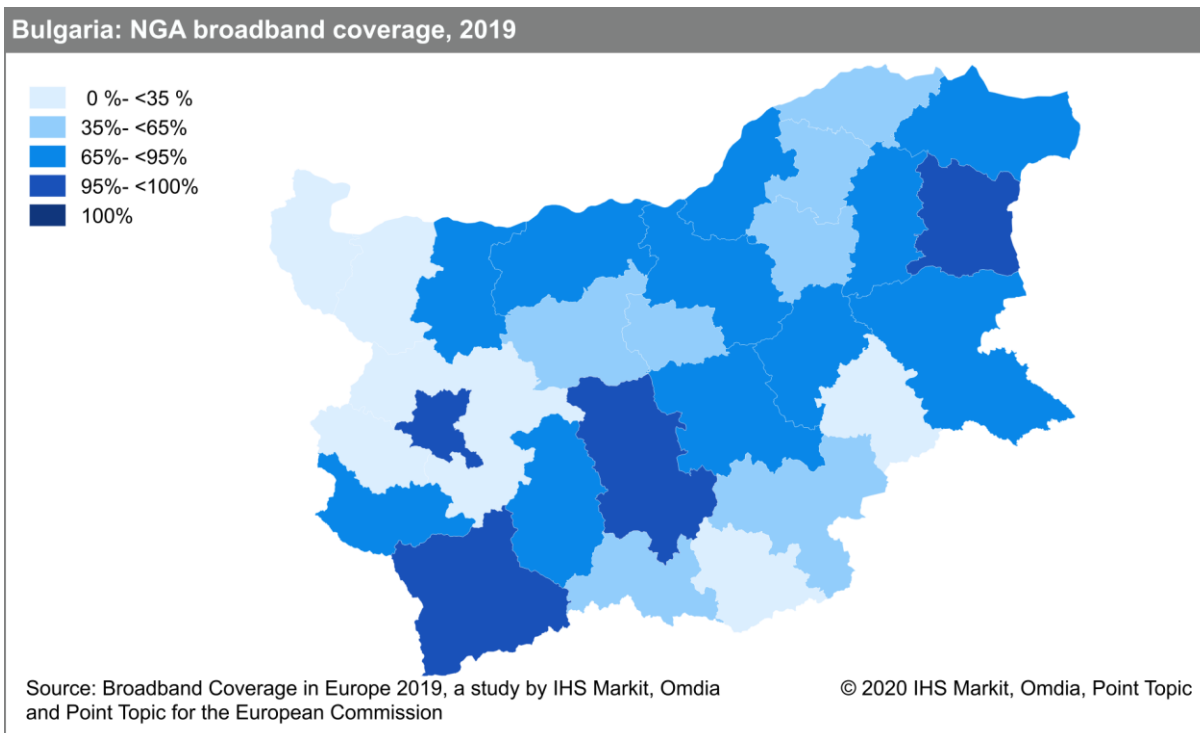 Bulgaria: NGA broadband coverage, 2019
0 %- <35 %
35%- <65%
65%- <95%
95%- <100%
100%
Source: Broadband Coverage in Europe 2019, a study by IHS Markit, Omdia
and Point Topic for the European Commission
© 2020 IHS Markit, Omdia, Point Topic